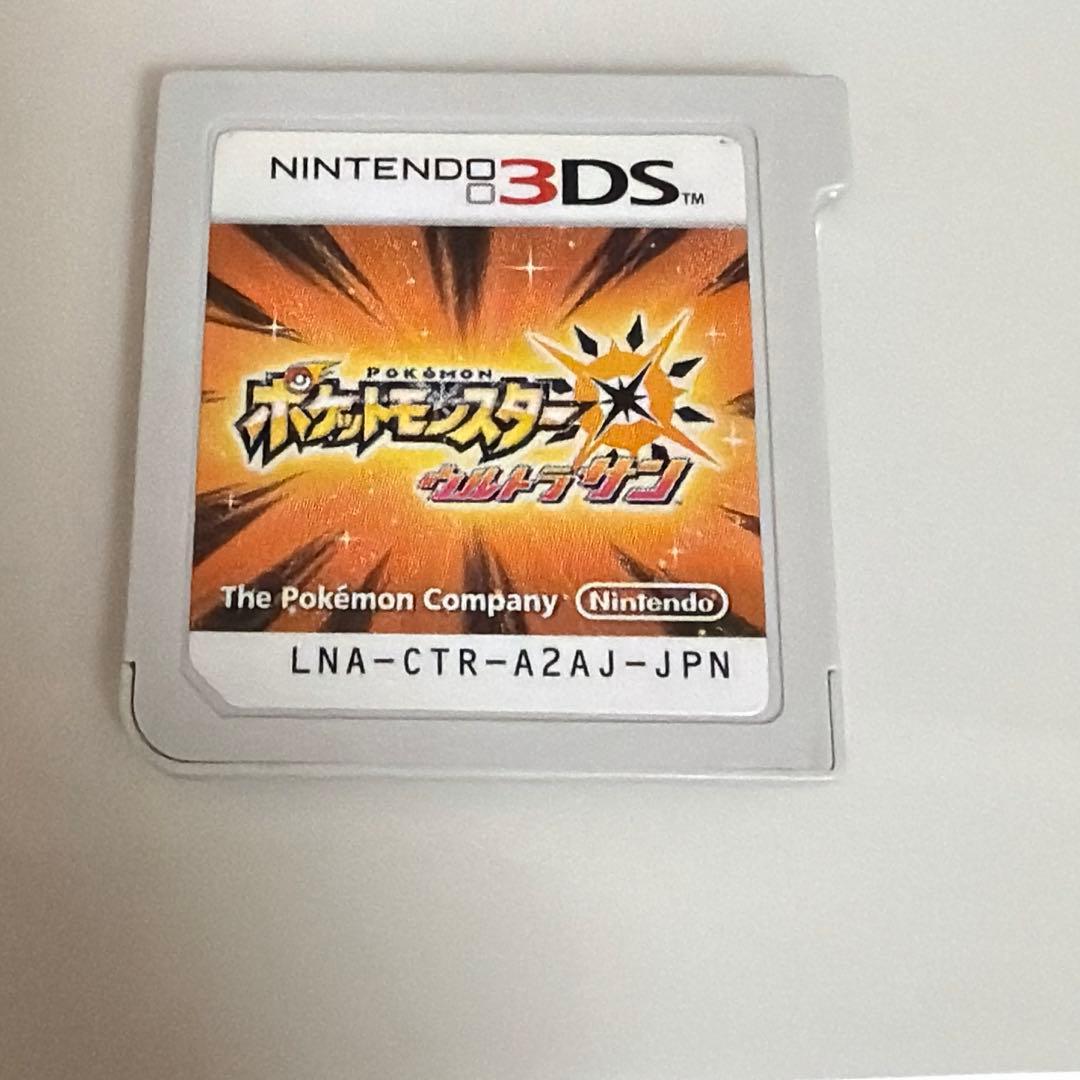 NINTENDO 3DS™
POKéMON
ポケットモンスター
ウルトラサン
The Pokémon Company Nintendo
LNA-CTR-A2AJ-JPN